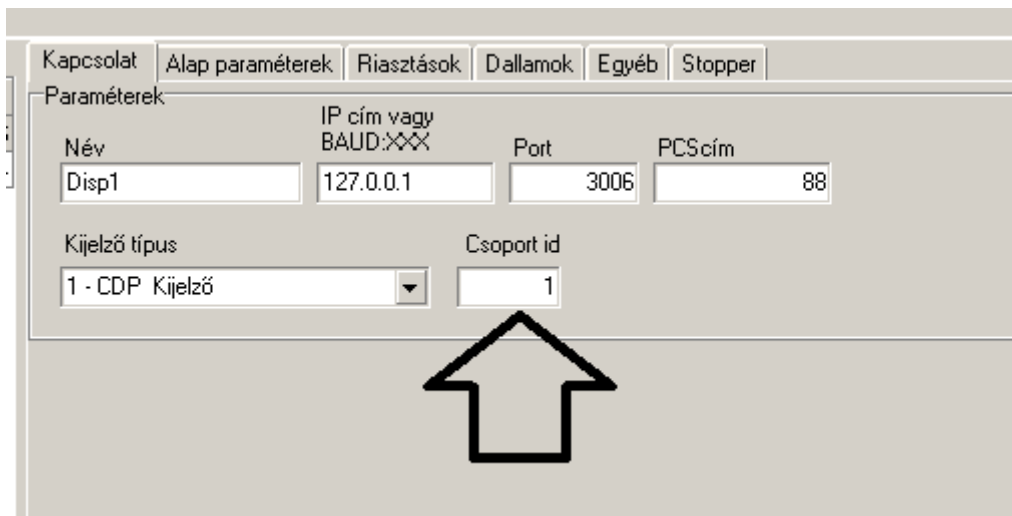 Kapcsolat Alap paraméterek Riasztások Dallamok Egyéb Stopper
Paraméterek
IP cím vagy
Név BAUD:XXX Port PCScím
Disp1 127.0.0.1 3006 88
Kijelző típus Csoport id
1 - CDP Kijelző 1